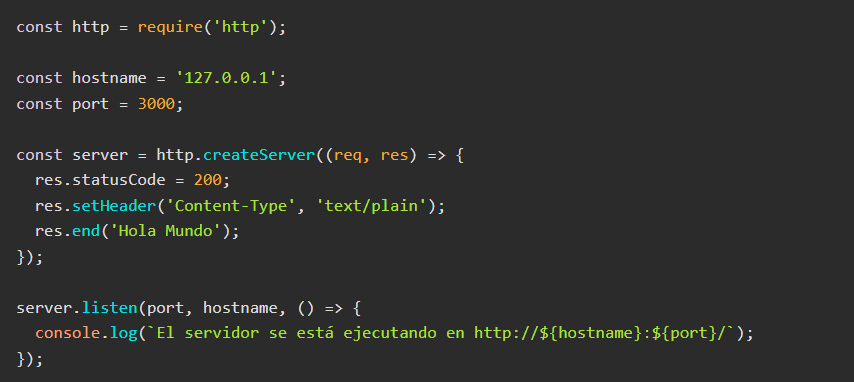 const http = require('http');

const hostname = '127.0.0.1';
const port = 3000;

const server = http.createServer((req, res) => {
  res.statusCode = 200;
  res.setHeader('Content-Type', 'text/plain');
  res.end('Hola Mundo');
});

server.listen(port, hostname, () => {
  console.log(`El servidor se está ejecutando en http://${hostname}:${port}/`);
});